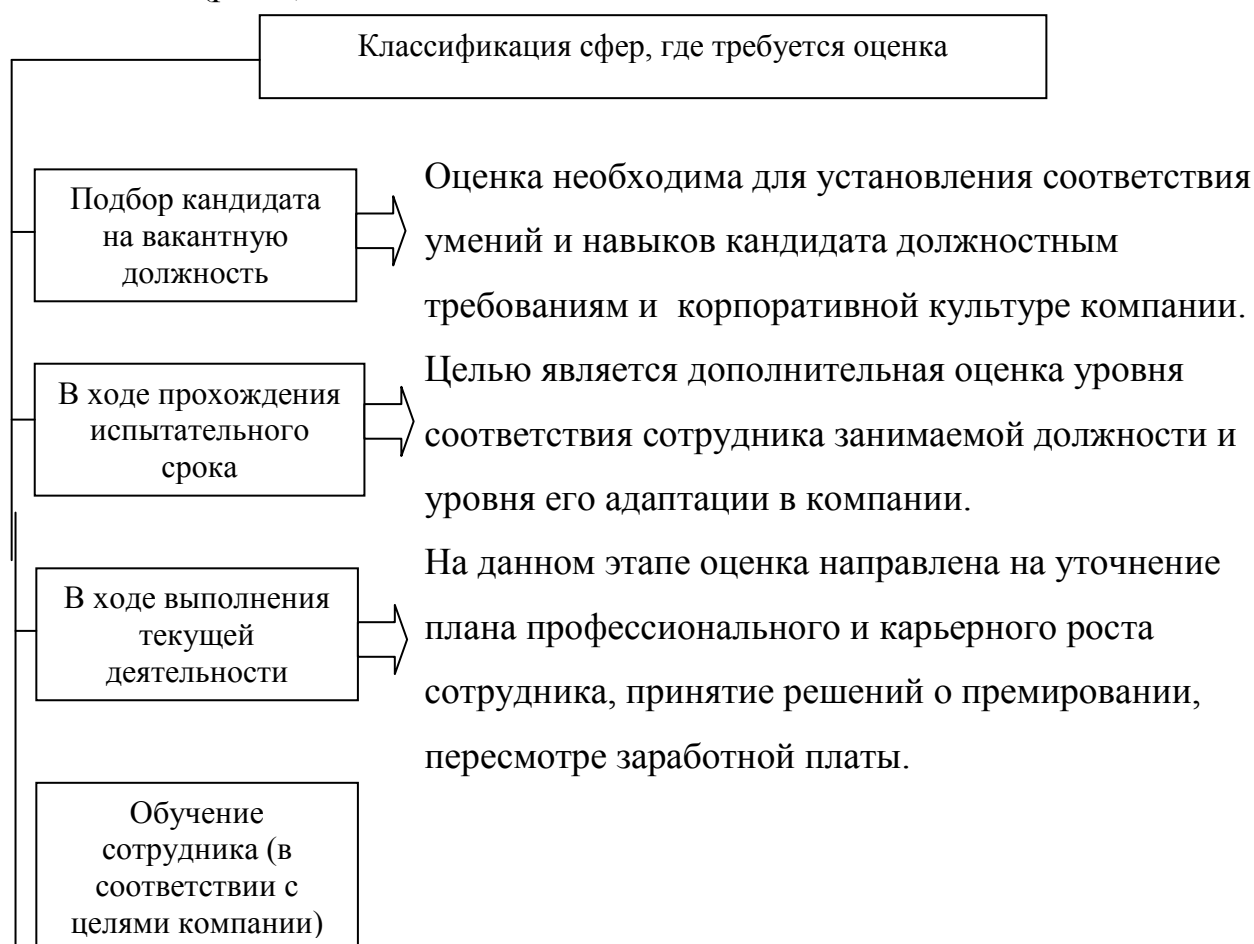 Классификация сфер, где требуется оценка
Подбор кандидата
на вакантную
должность
Оценка необходима для установления соответствия
умений и навыков кандидата должностным
требованиям и корпоративной культуре компании.
В ходе прохождения
испытательного
срока
Целью является дополнительная оценка уровня
соответствия сотрудника занимаемой должности и
уровня его адаптации в компании.
В ходе выполнения
текущей
деятельности
На данном этапе оценка направлена на уточнение
плана профессионального и карьерного роста
сотрудника, принятие решений о премировании,
пересмотре заработной платы.
Обучение
сотрудника (в
соответствии с
целями компании)